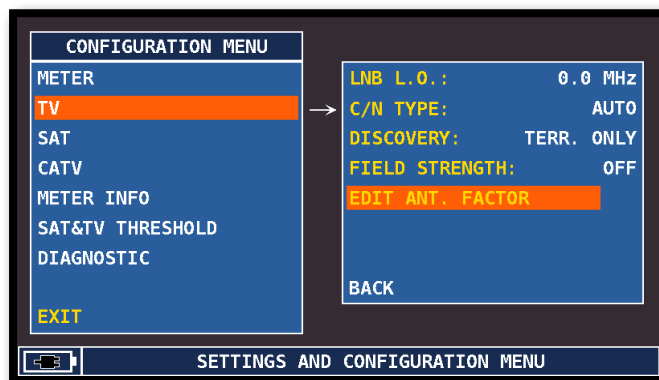 CONFIGURATION MENU
METER
TV
SAT
CATV
METER INFO
SAT&TV THRESHOLD
DIAGNOSTIC
EXIT
LNB L.O.: 0.0 MHz
C/N TYPE: AUTO
DISCOVERY: TERR. ONLY
FIELD STRENGTH: OFF
EDIT ANT. FACTOR
BACK
SETTINGS AND CONFIGURATION MENU